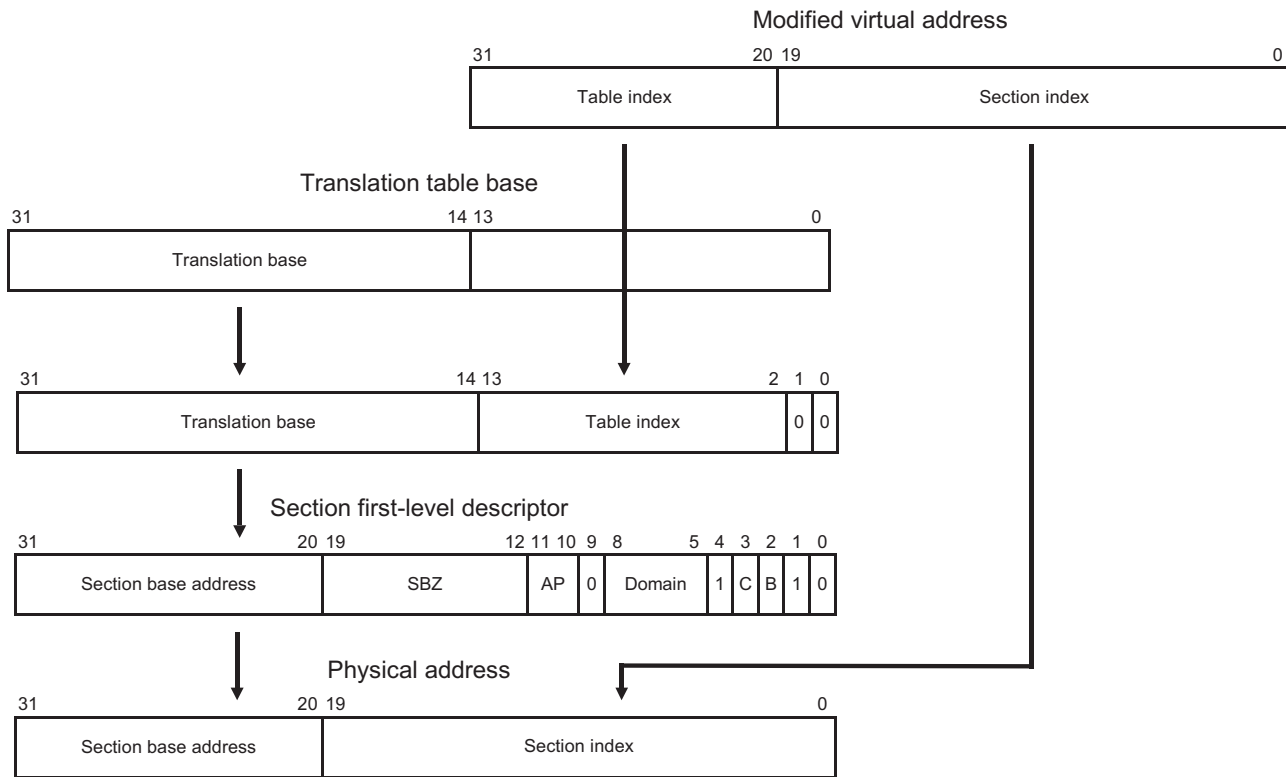 Modified virtual address
31 20 19 0
Table index Section index
Translation table base
31 14 13 0
Translation base
31 14 13 2 1 0
Translation base Table index 0 0
Section first-level descriptor
31 20 19 12 11 10 9 8 5 4 3 2 1 0
Section base address SBZ AP 0 Domain 1 C B 1 0
Physical address
31 20 19 0
Section base address Section index